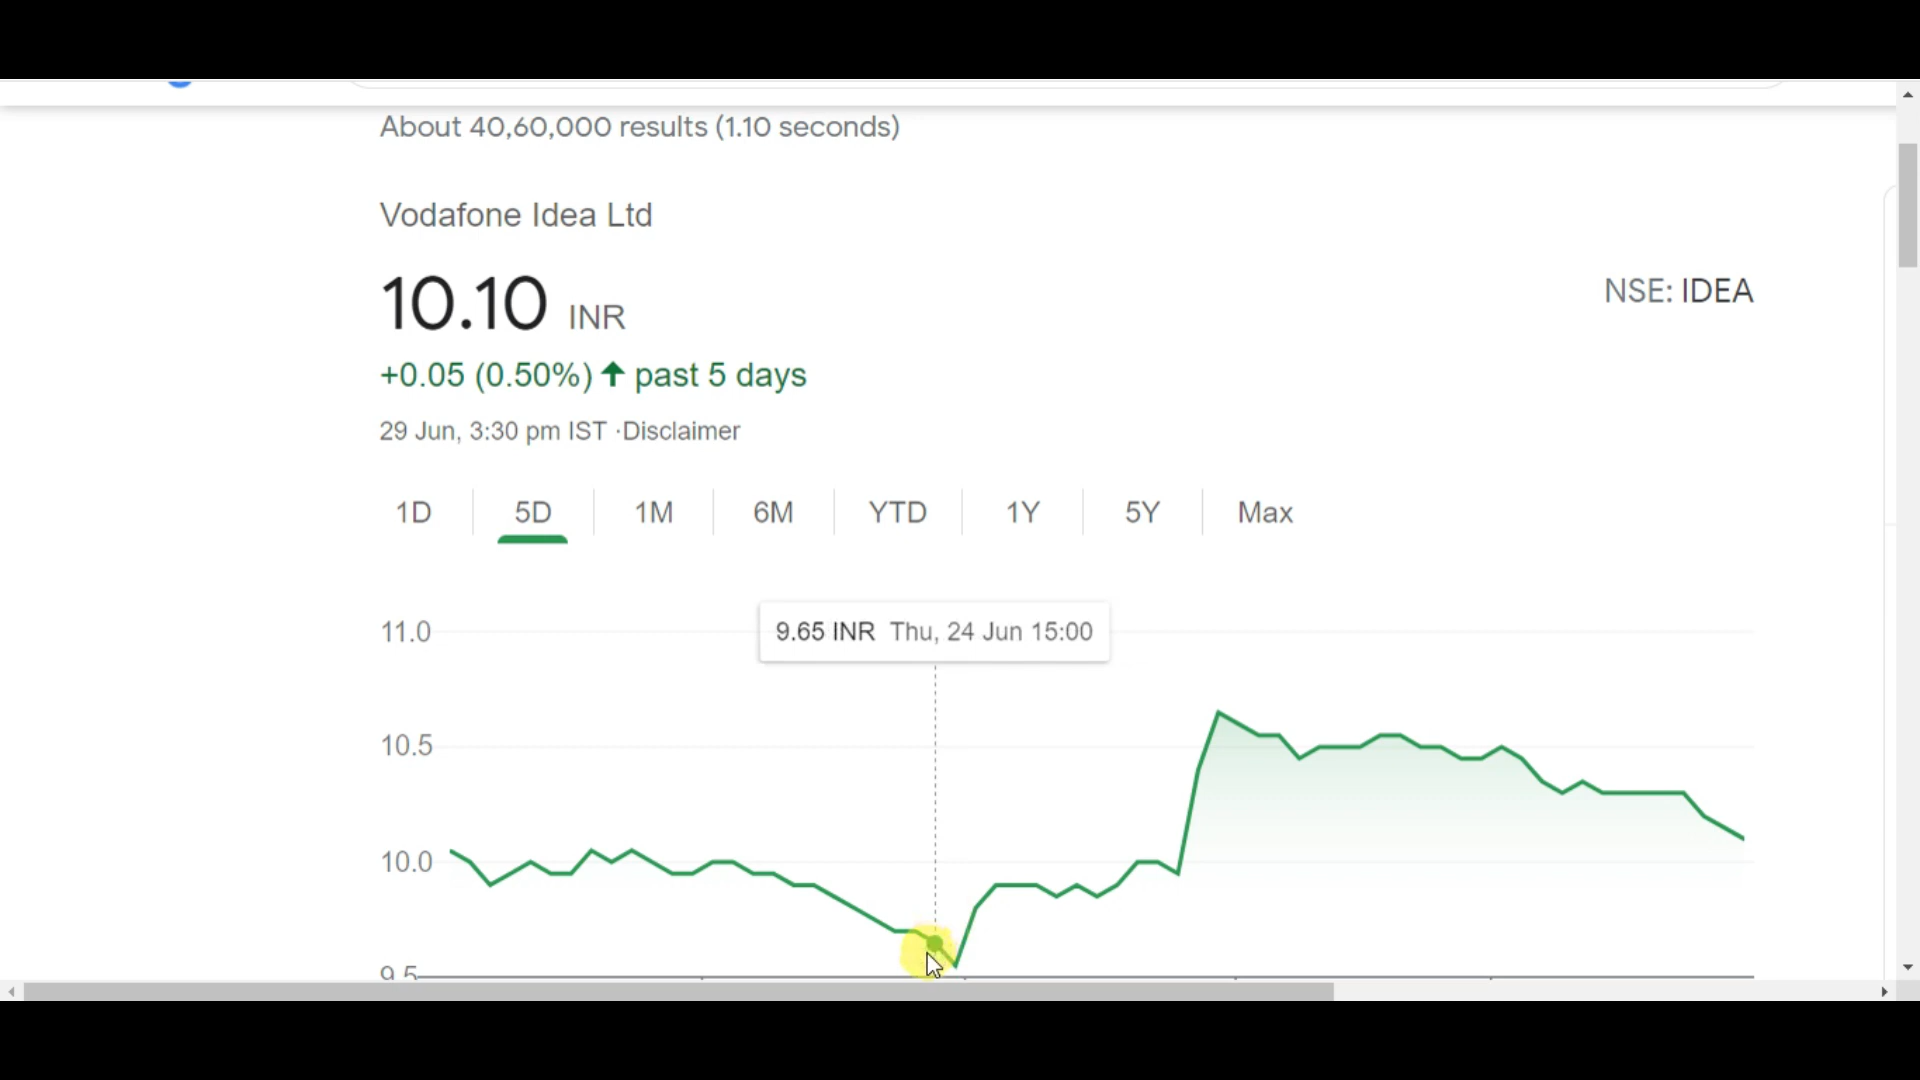 About 40,60,000 results (1.10 seconds)
Vodafone Idea Ltd
10.10 INR
NSE: IDEA
+0.05 (0.50%) ↑ past 5 days
29 Jun, 3:30 pm IST ·Disclaimer
1D 5D 1M 6M YTD 1Y 5Y Max
9.65 INR Thu, 24 Jun 15:00
11.0
10.5
10.0
9.5